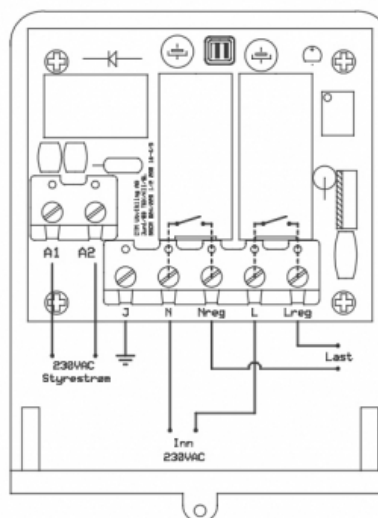 A1 A2
J N Nreg L Lreg
230VAC
Styrestrøm
Last
Inn
230VAC